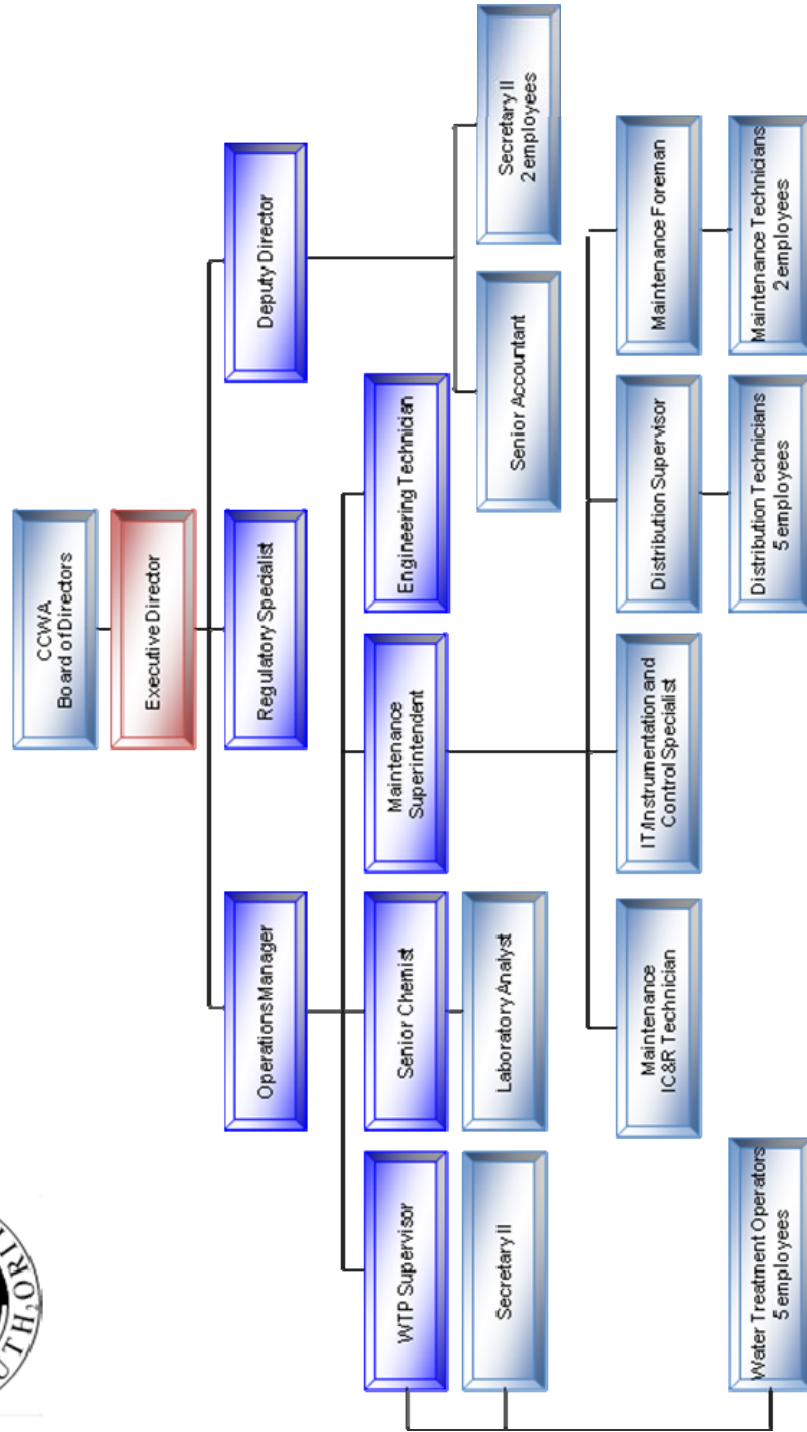 CCWA
Board of Directors
Executive Director
Operations Manager
Regulatory Specialist
Deputy Director
WTP Supervisor
Senior Chemist
Maintenance
Superintendent
Engineering Technician
Secretary II
Laboratory Analyst
Senior Accountant
Secretary II
2 employees
Maintenance
IC&R Technician
IT/Instrumentation and
Control Specialist
Distribution Supervisor
Maintenance Foreman
Water Treatment Operators
5 employees
Distribution Technicians
5 employees
Maintenance Technicians
2 employees